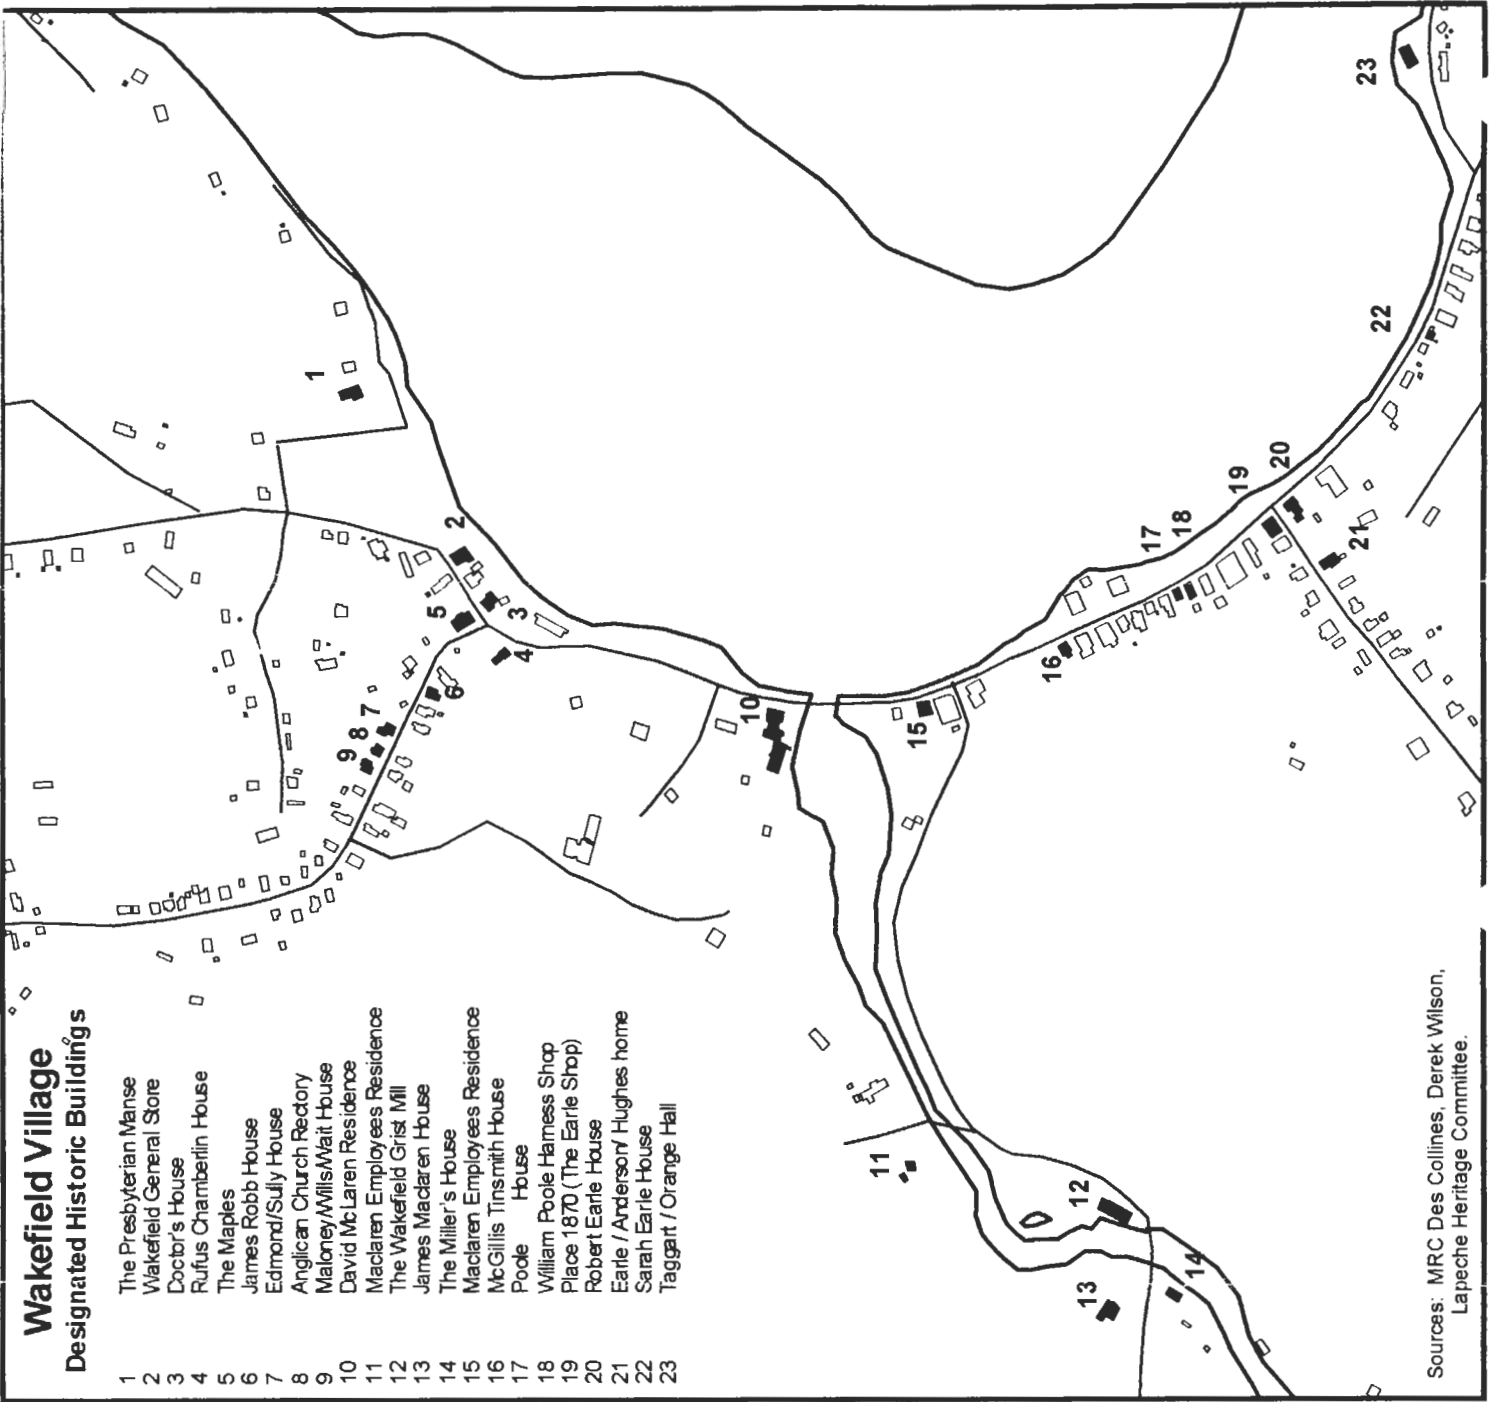 Wakefield Village
Designated Historic Buildings
1 The Presbyterian Manse
2 Wakefield General Store
3 Doctor's House
4 Rufus Chamberlin House
5 The Maples
6 James Robb House
7 Edmond/Sully House
8 Anglican Church Rectory
9 Maloney/Wills/Wait House
10 David McLaren Residence
11 Maclaren Employees Residence
12 The Wakefield Grist Mill
13 James Maclaren House
14 The Miller's House
15 Maclaren Employees Residence
16 McGillis Tinsmith House
17 Poole House
18 William Poole Harness Shop
19 Place 1870 (The Earle Shop)
20 Robert Earle House
21 Earle / Anderson/ Hughes home
22 Sarah Earle House
23 Taggart / Orange Hall
1
2
3
4
5
6
7
8
9
10
11
12
13
14
15
16
17
18
19
20
21
22
23
Sources: MRC Des Collines, Derek Wilson,
Lapeche Heritage Committee.